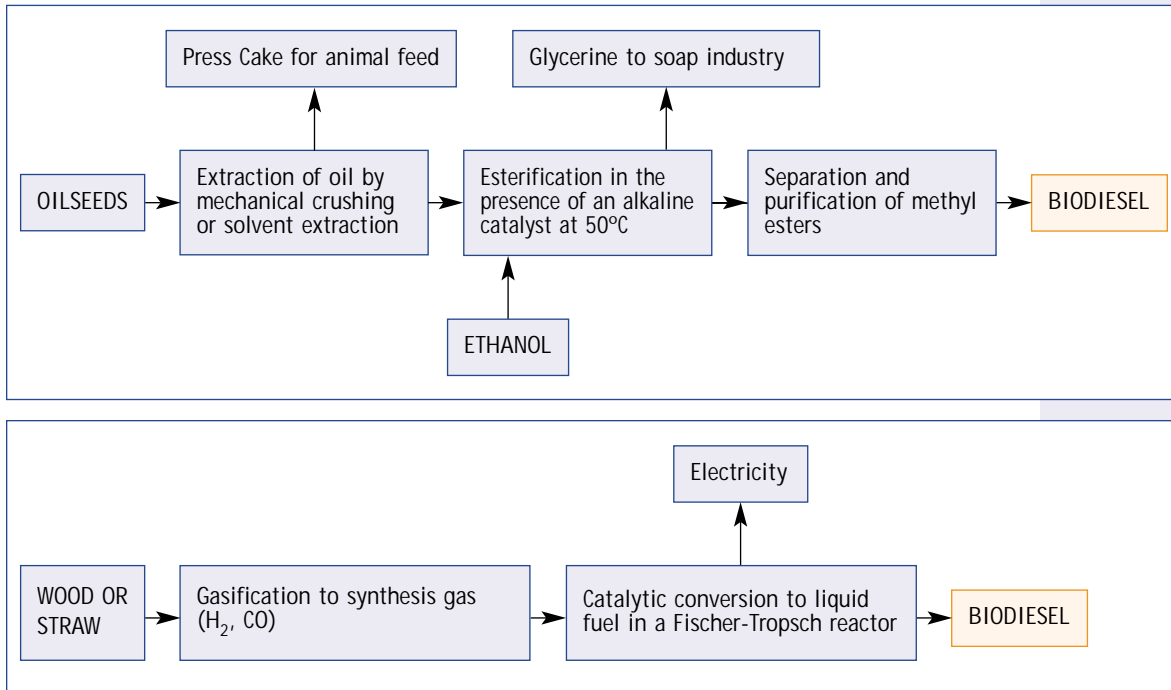 Press Cake for animal feed
Glycerine to soap industry
OILSEEDS
Extraction of oil by
mechanical crushing
or solvent extraction
Esterification in the
presence of an alkaline
catalyst at 50ºC
Separation and
purification of methyl
esters
BIODIESEL
ETHANOL
Electricity
WOOD OR
STRAW
Gasification to synthesis gas
(H₂, CO)
Catalytic conversion to liquid
fuel in a Fischer-Tropsch reactor
BIODIESEL